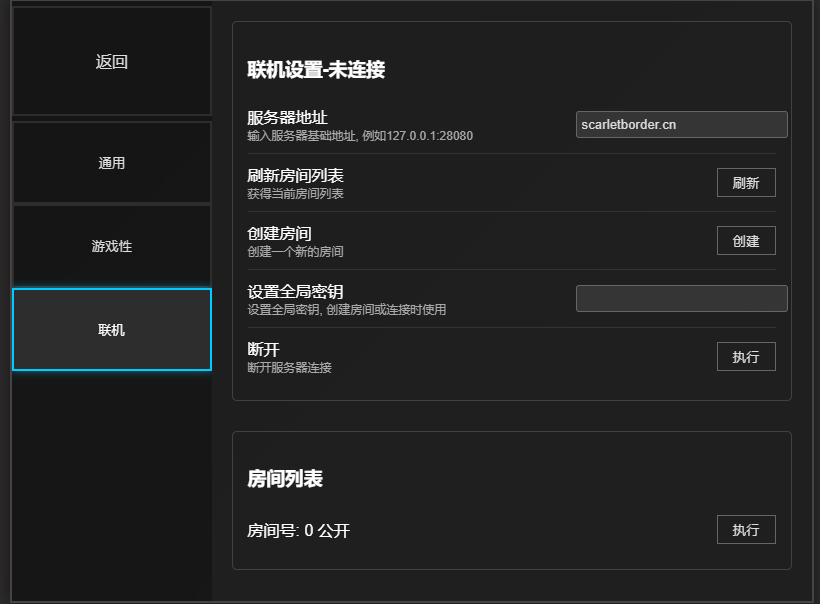 返回
通用
游戏性
联机
联机设置-未连接
服务器地址
输入服务器基础地址, 例如127.0.0.1:28080
scarletborder.cn
刷新房间列表
获得当前房间列表
刷新
创建房间
创建一个新的房间
创建
设置全局密钥
设置全局密钥, 创建房间或连接时使用
断开
断开服务器连接
执行
房间列表
房间号: 0 公开
执行